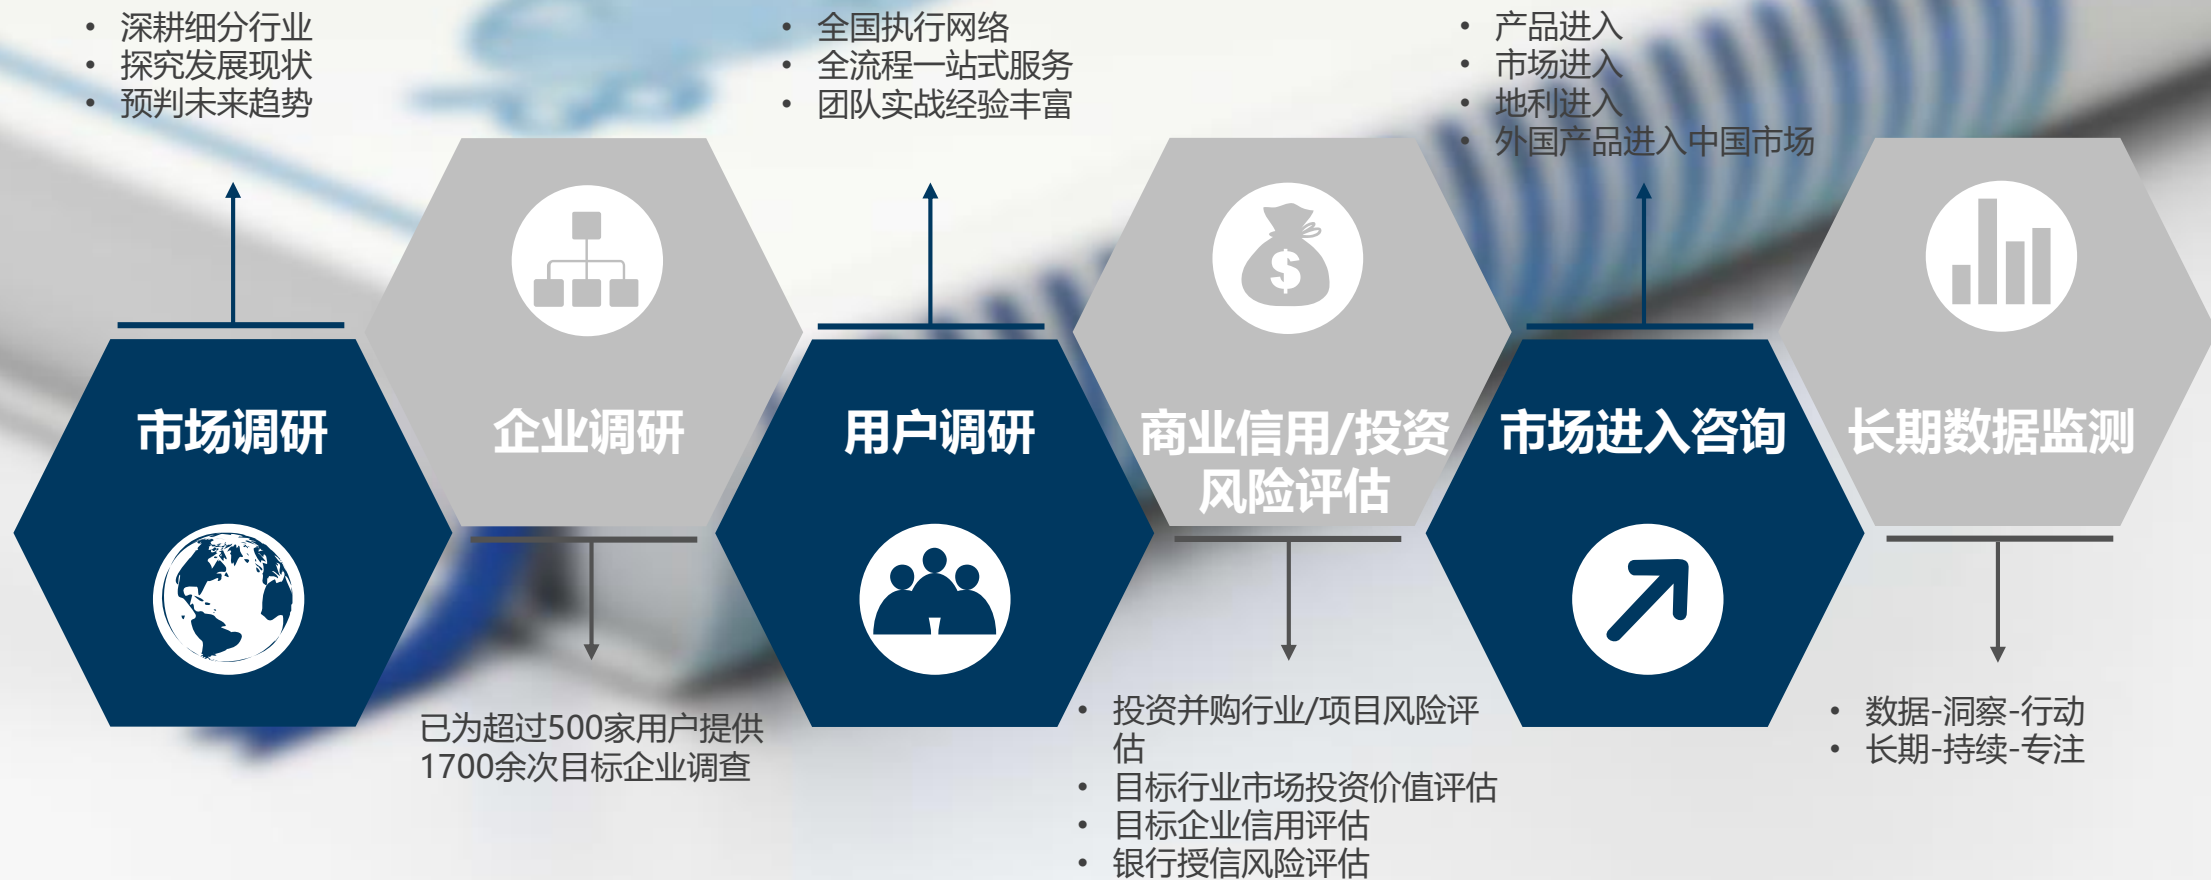 • 深耕细分行业
• 探究发展现状
• 预判未来趋势
市场调研
企业调研
已为超过500家用户提供
1700余次目标企业调查
• 全国执行网络
• 全流程一站式服务
• 团队实战经验丰富
用户调研
$
商业信用/投资
风险评估
• 投资并购行业/项目风险评
估
• 目标行业市场投资价值评估
• 目标企业信用评估
• 银行授信风险评估
• 产品进入
• 市场进入
• 地利进入
• 外国产品进入中国市场
市场进入咨询
长期数据监测
• 数据-洞察-行动
• 长期-持续-专注